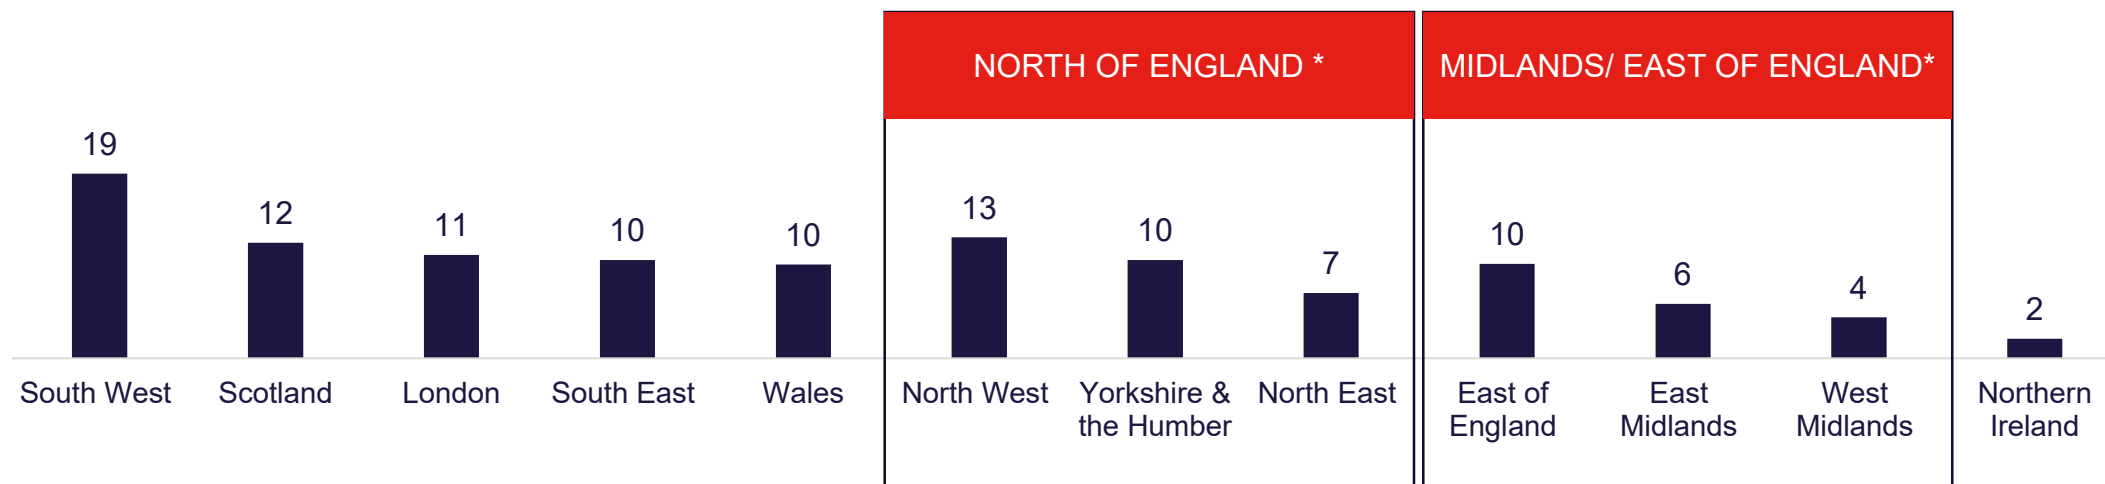 NORTH OF ENGLAND *
MIDLANDS/ EAST OF ENGLAND*
19
12
11
10
10
13
10
7
10
6
4
2
South West
Scotland
London
South East
Wales
North West
Yorkshire &
the Humber
North East
East of
England
East
Midlands
West
Midlands
Northern
Ireland